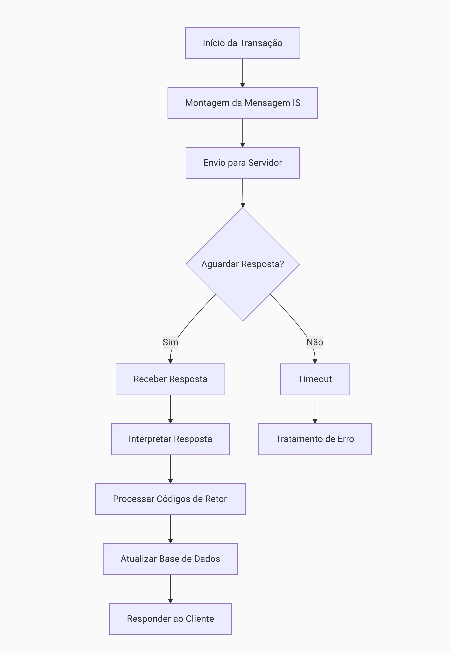 Início da Transação
Montagem da Mensagem IS
Envio para Servidor
Aguardar Resposta?
Sim
Não
Receber Resposta
Timeout
Interpretar Resposta
Tratamento de Erro
Processar Códigos de Retor
Atualizar Base de Dados
Responder ao Cliente